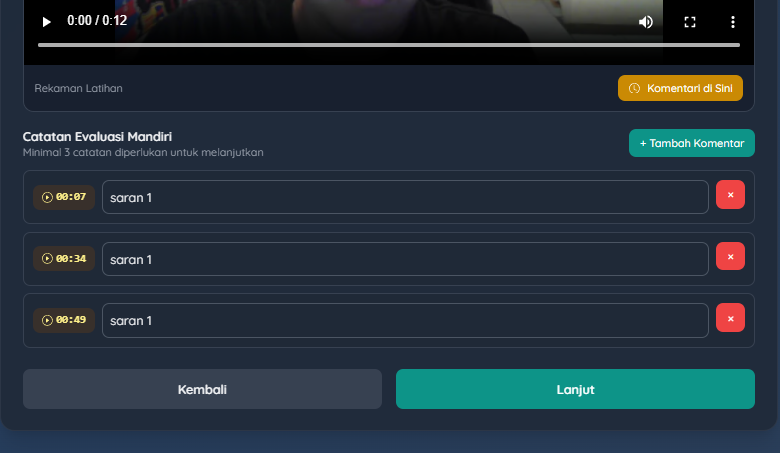 0:00 / 0:12
Rekaman Latihan
Komentari di Sini
Catatan Evaluasi Mandiri
Minimal 3 catatan diperlukan untuk melanjutkan
+ Tambah Komentar
00:07 saran 1 ×
00:34 saran 1 ×
00:49 saran 1 ×
Kembali
Lanjut